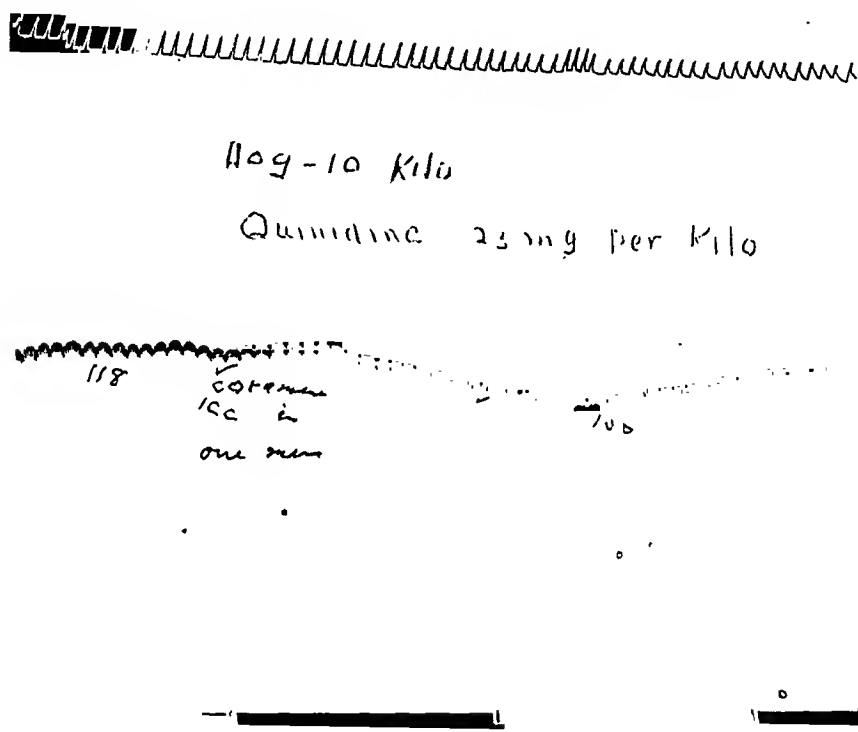 Dog-10 Kilo
Quinidine 25 mg per Kilo
118
coramine
1cc in
one min
100